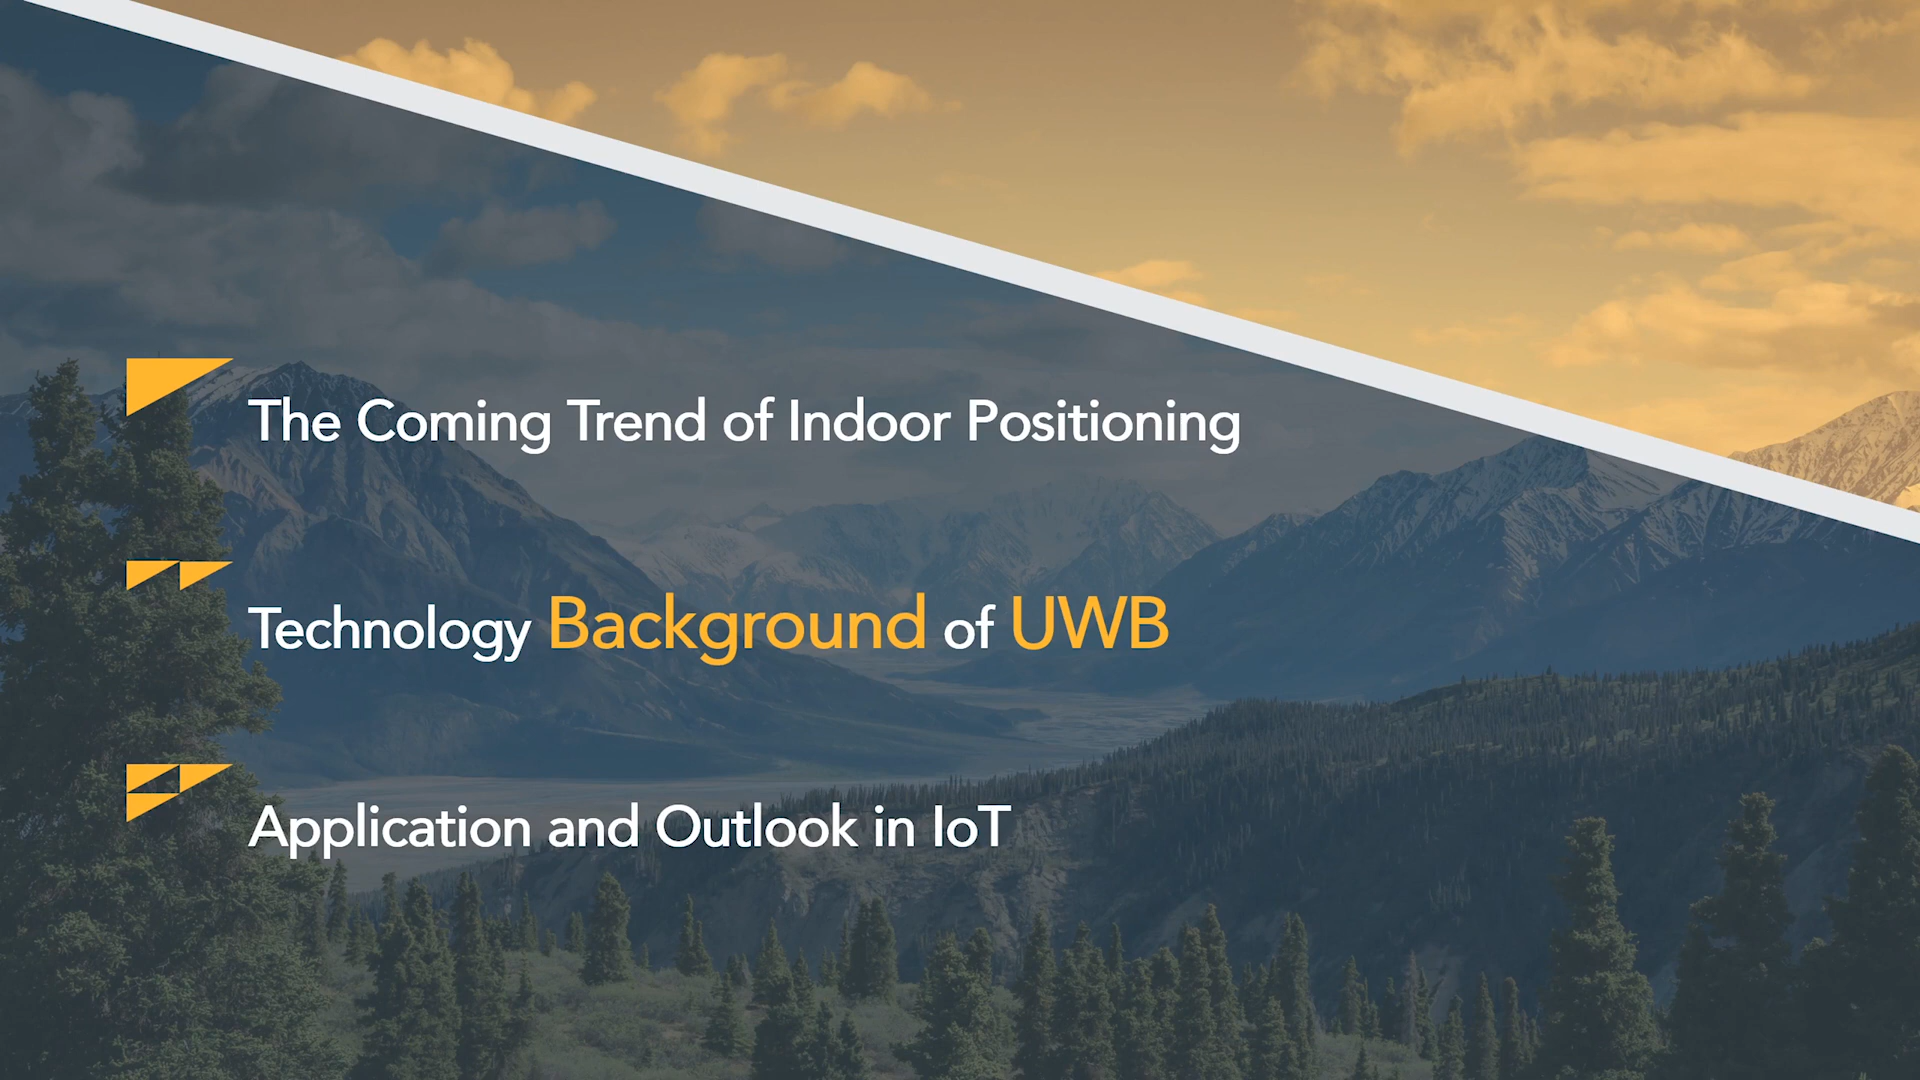 The Coming Trend of Indoor Positioning
Technology Background of UWB
Application and Outlook in IoT